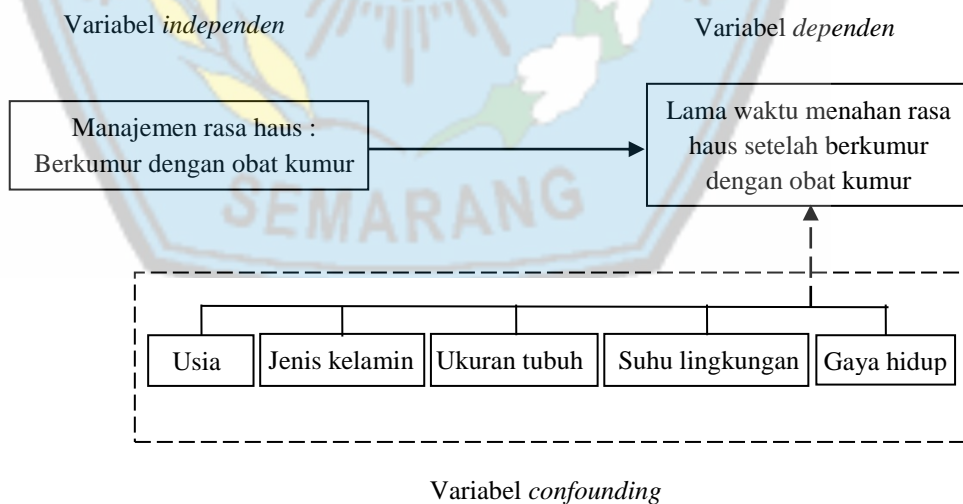 Variabel independen
Variabel dependen
Manajemen rasa haus :
Berkumur dengan obat kumur
Lama waktu menahan rasa
haus setelah berkumur
dengan obat kumur
SEMARANG
Usia
Jenis kelamin
Ukuran tubuh
Suhu lingkungan
Gaya hidup
Variabel confounding